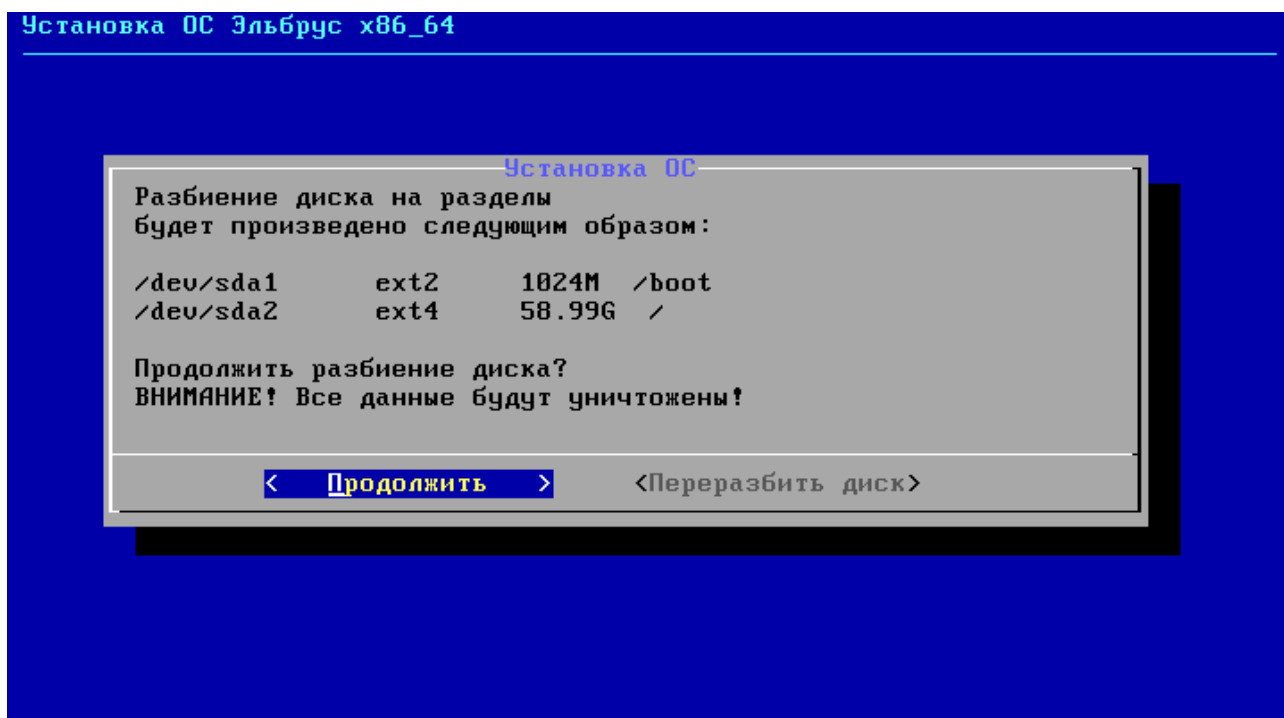 Установка ОС Эльбрус x86_64
Установка ОС
Разбиение диска на разделы
будет произведено следующим образом:
/dev/sda1 ext2 1024M /boot
/dev/sda2 ext4 58.99G /
Продолжить разбиение диска?
ВНИМАНИЕ! Все данные будут уничтожены!
< Продолжить > <Переразбить диск>